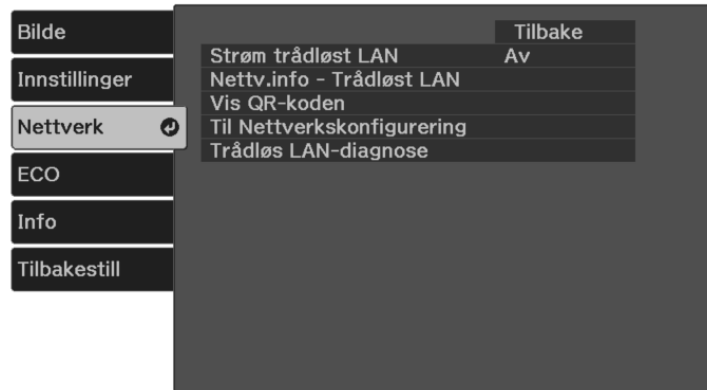 Bilde
Innstillinger
Nettverk
ECO
Info
Tilbakestill
Tilbake
Strøm trådløst LAN Av
Nettv.info - Trådløst LAN
Vis QR-koden
Til Nettverkskonfigurering
Trådløs LAN-diagnose